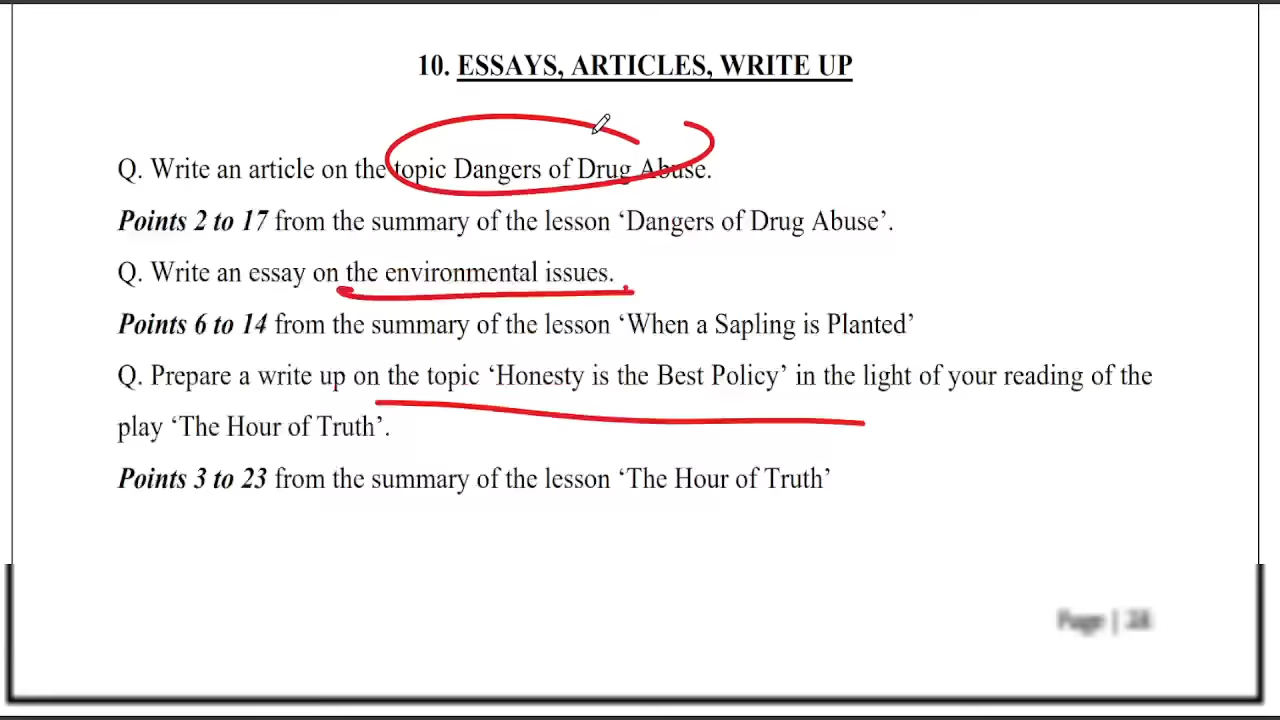 10. ESSAYS, ARTICLES, WRITE UP
Q. Write an article on the topic Dangers of Drug Abuse.
Points 2 to 17 from the summary of the lesson ‘Dangers of Drug Abuse’.
Q. Write an essay on the environmental issues.
Points 6 to 14 from the summary of the lesson ‘When a Sapling is Planted’
Q. Prepare a write up on the topic ‘Honesty is the Best Policy’ in the light of your reading of the
play ‘The Hour of Truth’.
Points 3 to 23 from the summary of the lesson ‘The Hour of Truth’
Page |